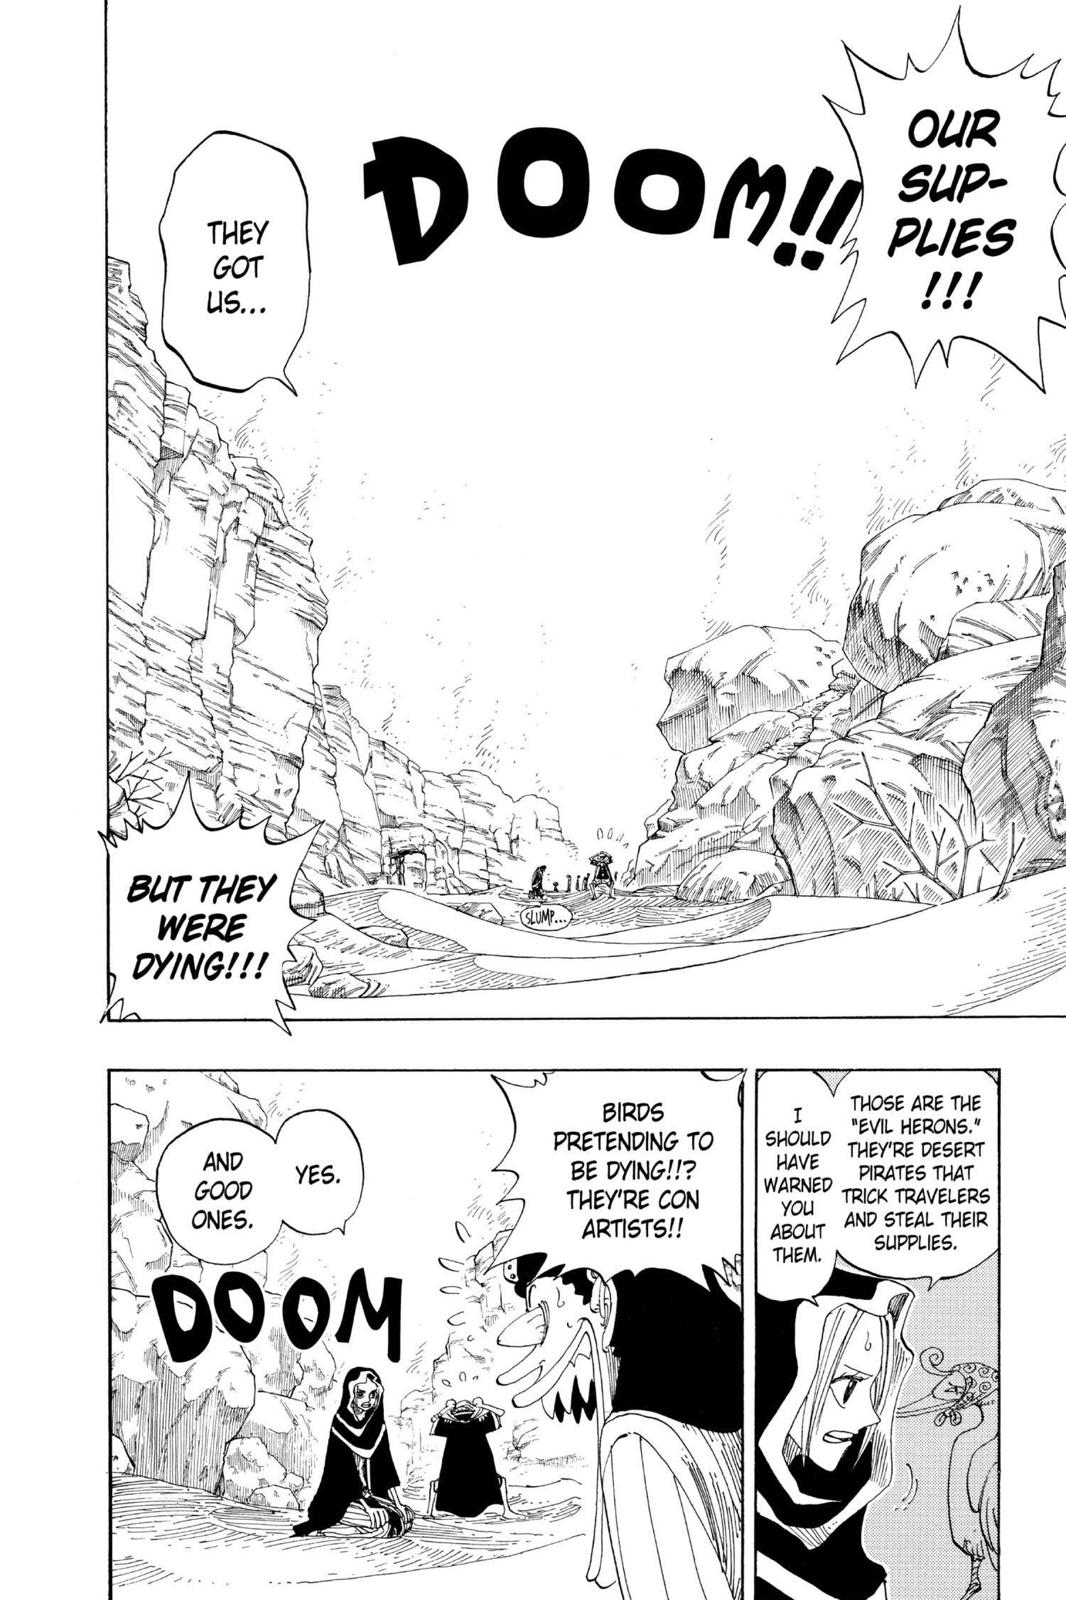 OUR
SUP-
PLIES
!!!
DOOM!!
THEY
GOT
US...
SLUMP...
BUT THEY
WERE
DYING!!!
THOSE ARE THE
"EVIL HERONS."
THEY'RE DESERT
PIRATES THAT
TRICK TRAVELERS
AND STEAL THEIR
SUPPLIES.
I
SHOULD
HAVE
WARNED
YOU
ABOUT
THEM.
BIRDS
PRETENDING TO
BE DYING!!?
THEY'RE CON
ARTISTS!!
YES.
AND
GOOD
ONES.
DOOM